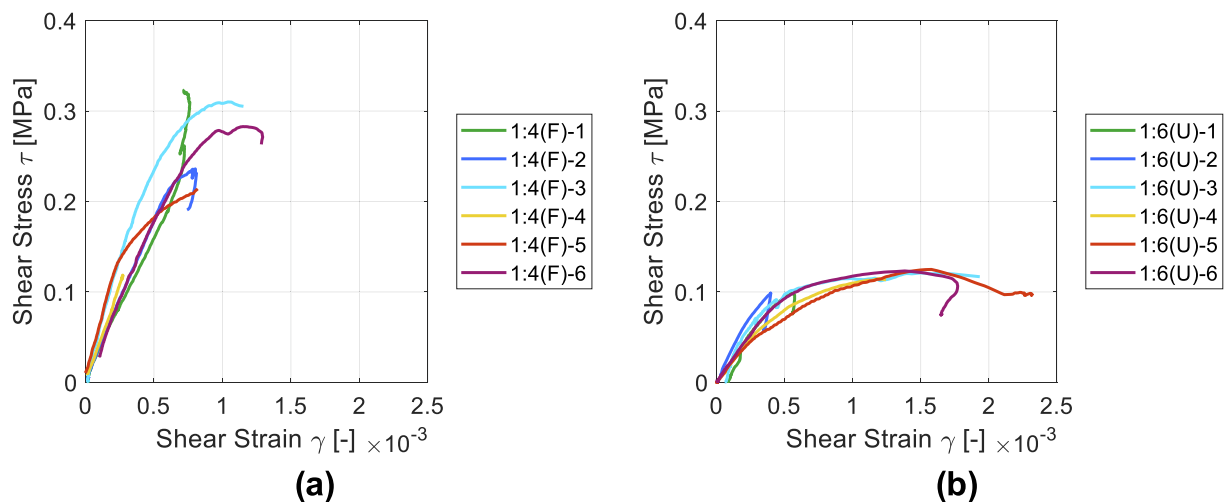 0.4
0.3
0.2
0.1
0
Shear Stress τ [MPa]
0 0.5 1 1.5 2 2.5
Shear Strain γ [-] ×10-3
1:4(F)-1
1:4(F)-2
1:4(F)-3
1:4(F)-4
1:4(F)-5
1:4(F)-6
(a)
0.4
0.3
0.2
0.1
0
Shear Stress τ [MPa]
0 0.5 1 1.5 2 2.5
Shear Strain γ [-] ×10-3
1:6(U)-1
1:6(U)-2
1:6(U)-3
1:6(U)-4
1:6(U)-5
1:6(U)-6
(b)